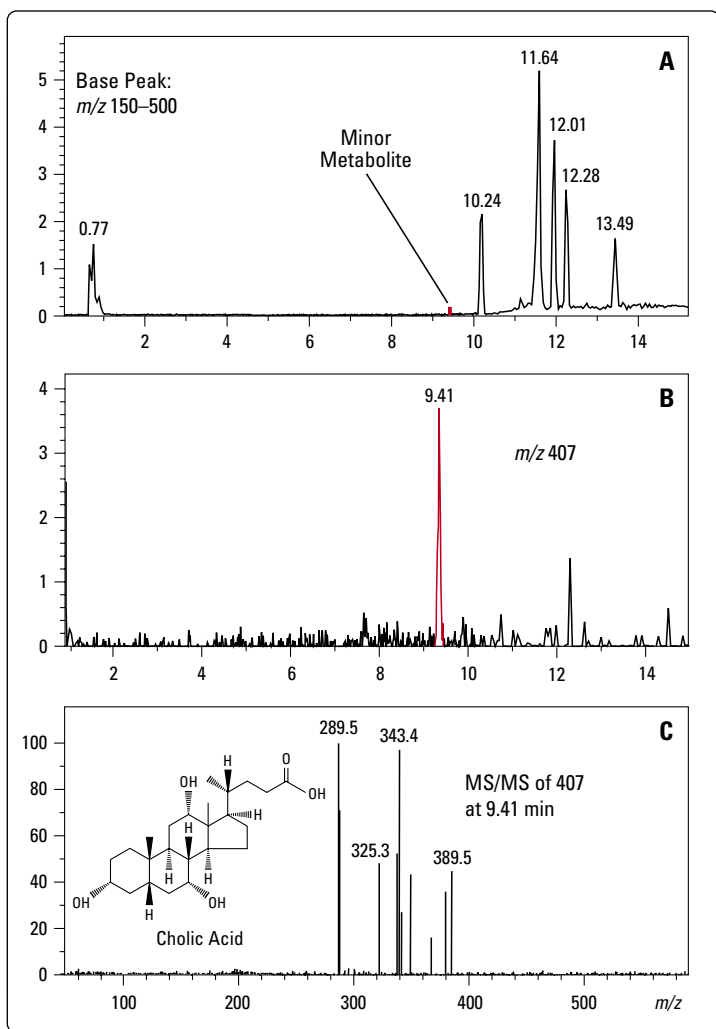 A
Base Peak:
m/z 150–500
Minor
Metabolite
0.77
10.24
11.64
12.01
12.28
13.49
5
4
3
2
1
0
2 4 6 8 10 12 14
B
9.41
m/z 407
4
3
2
1
0
2 4 6 8 10 12 14
C
289.5
343.4
325.3
389.5
MS/MS of 407
at 9.41 min
100
80
60
40
20
0
H
O
OH
OH
H
H
H
H
OH
H
OH
Cholic Acid
100 200 300 400 500 m/z